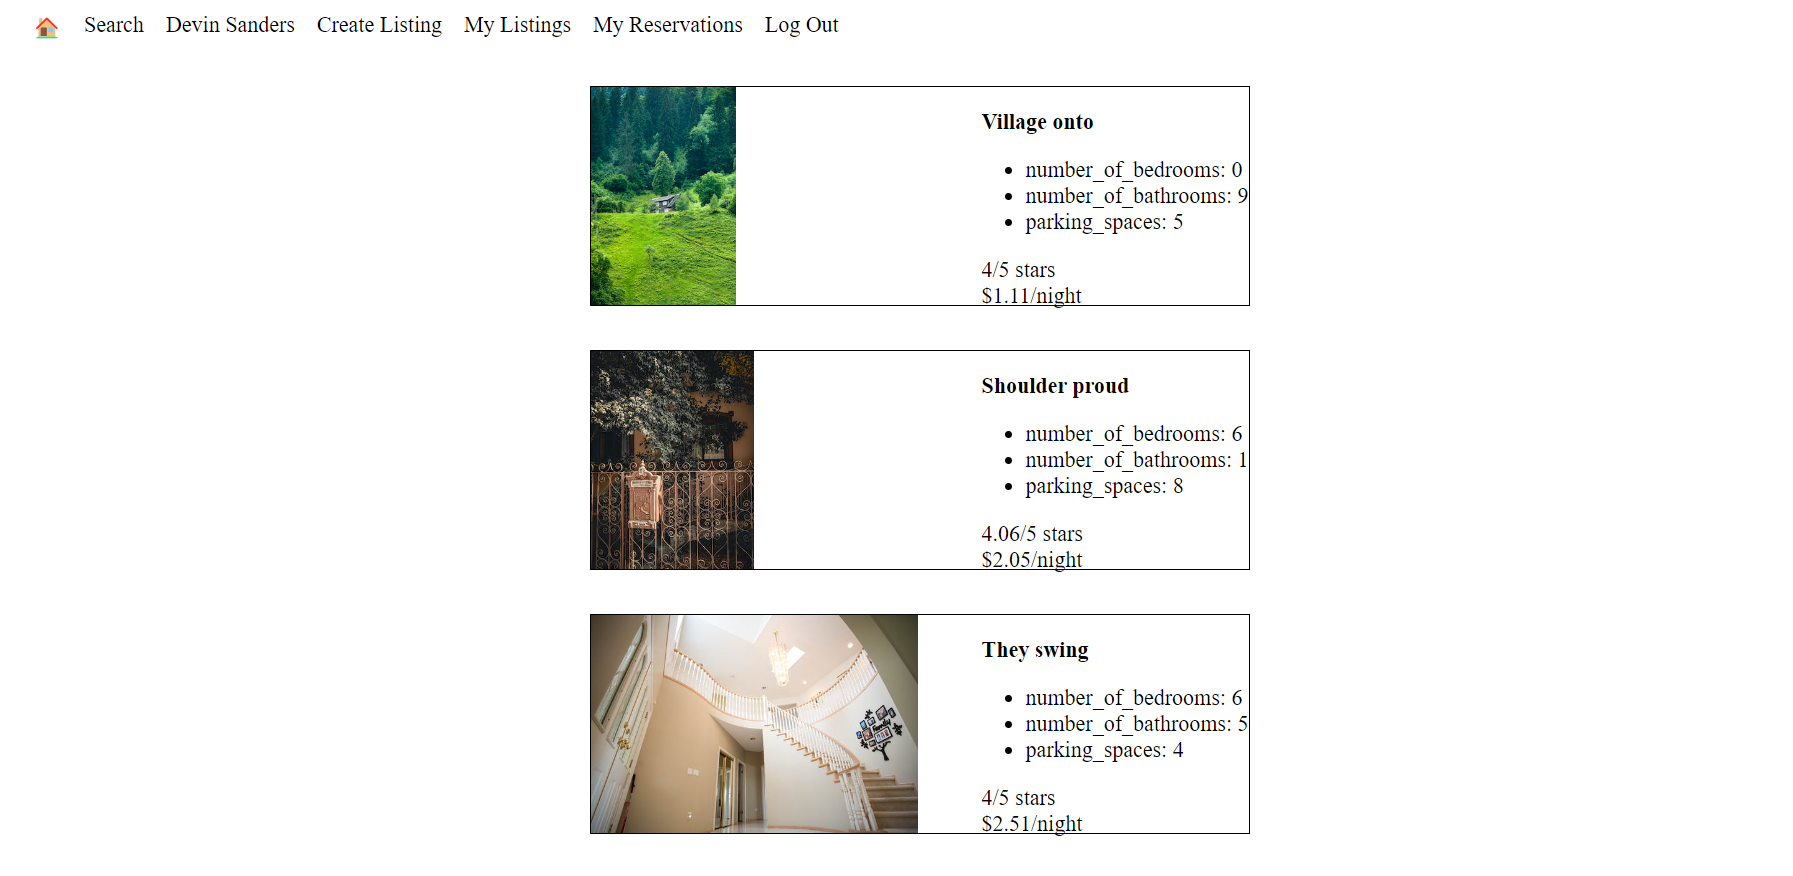 Search Devin Sanders Create Listing My Listings My Reservations Log Out
Village onto
number_of_bedrooms: 0
number_of_bathrooms: 9
parking_spaces: 5
4/5 stars
$1.11/night
Shoulder proud
number_of_bedrooms: 6
number_of_bathrooms: 1
parking_spaces: 8
4.06/5 stars
$2.05/night
They swing
number_of_bedrooms: 6
number_of_bathrooms: 5
parking_spaces: 4
4/5 stars
$2.51/night
family